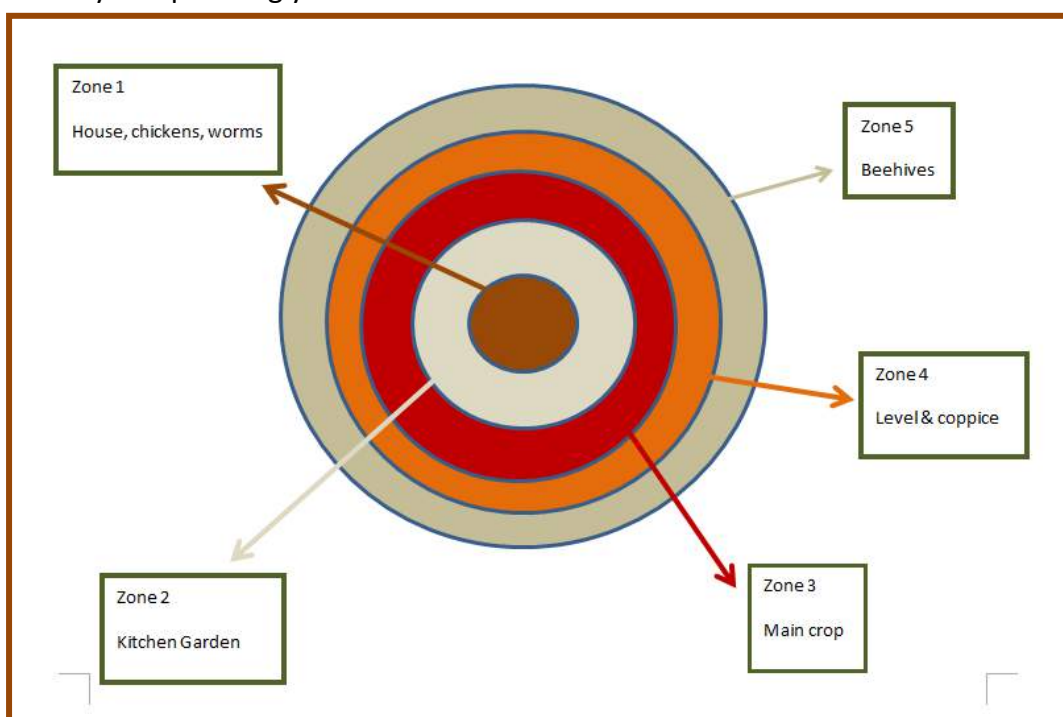 Zone 1
House, chickens, worms
Zone 5
Beehives
Zone 4
Level & coppice
Zone 3
Main crop
Zone 2
Kitchen Garden